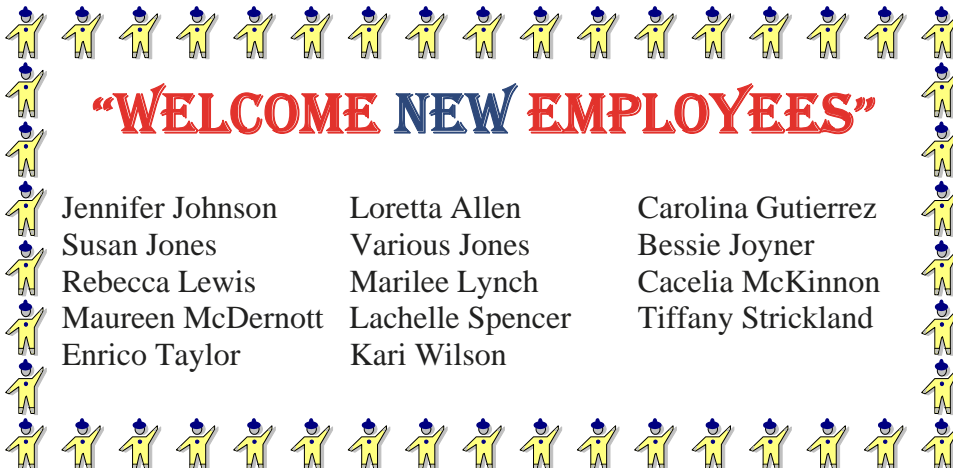 “WELCOME NEW EMPLOYEES”
Jennifer Johnson Loretta Allen Carolina Gutierrez
Susan Jones Various Jones Bessie Joyner
Rebecca Lewis Marilee Lynch Cacelia McKinnon
Maureen McDernott Lachelle Spencer Tiffany Strickland
Enrico Taylor Kari Wilson